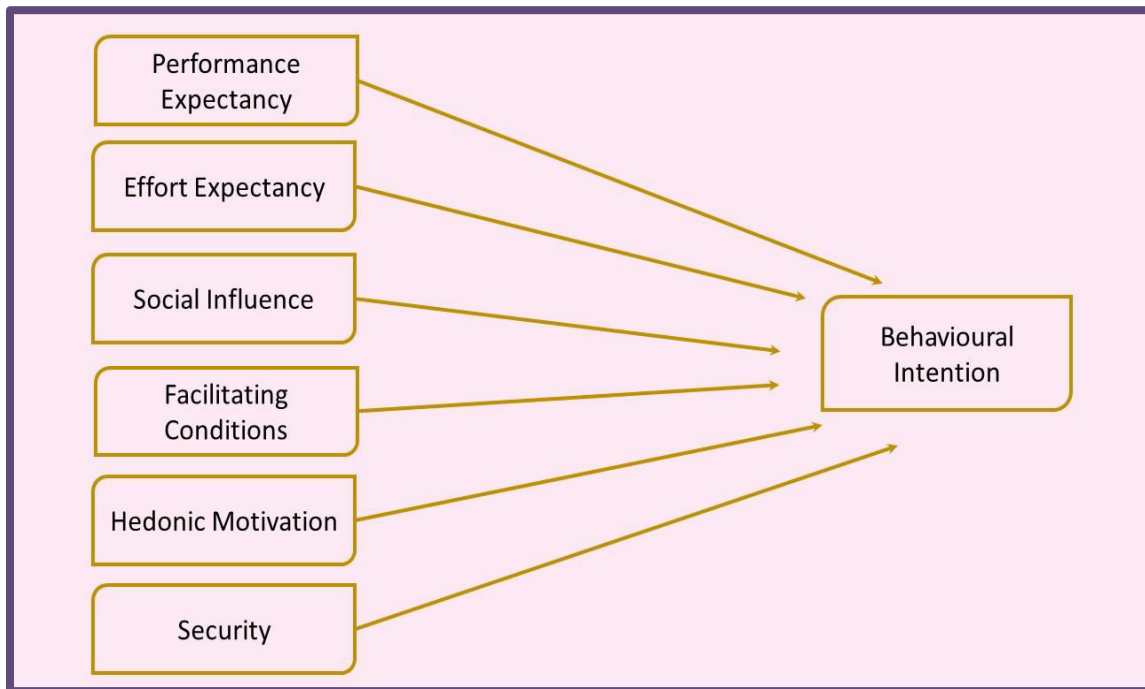 Performance
Expectancy
Effort Expectancy
Social Influence
Facilitating
Conditions
Hedonic Motivation
Security
Behavioural
Intention